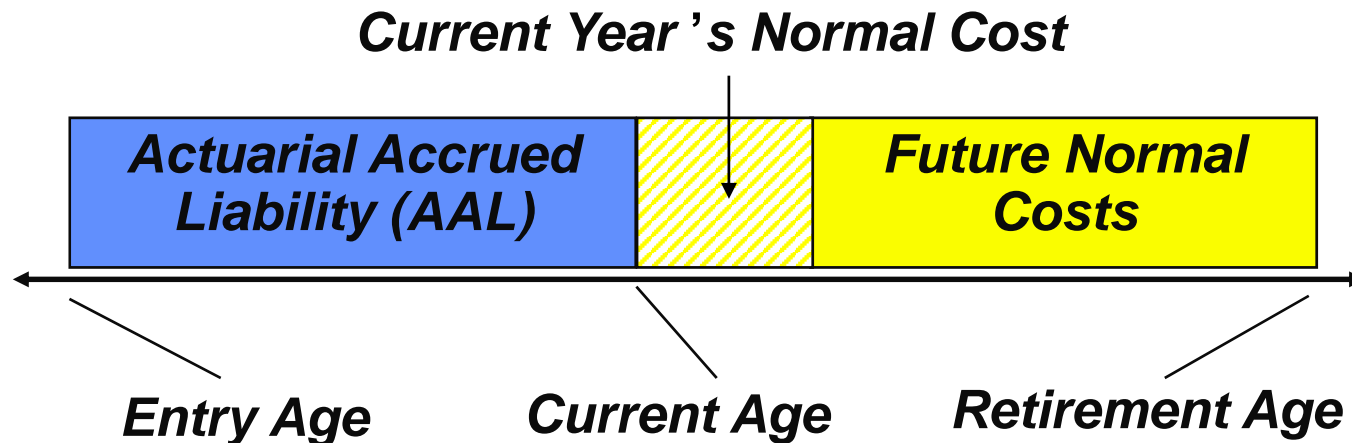 Current Year’s Normal Cost
Actuarial Accrued
Liability (AAL)
Future Normal
Costs
Entry Age
Current Age
Retirement Age